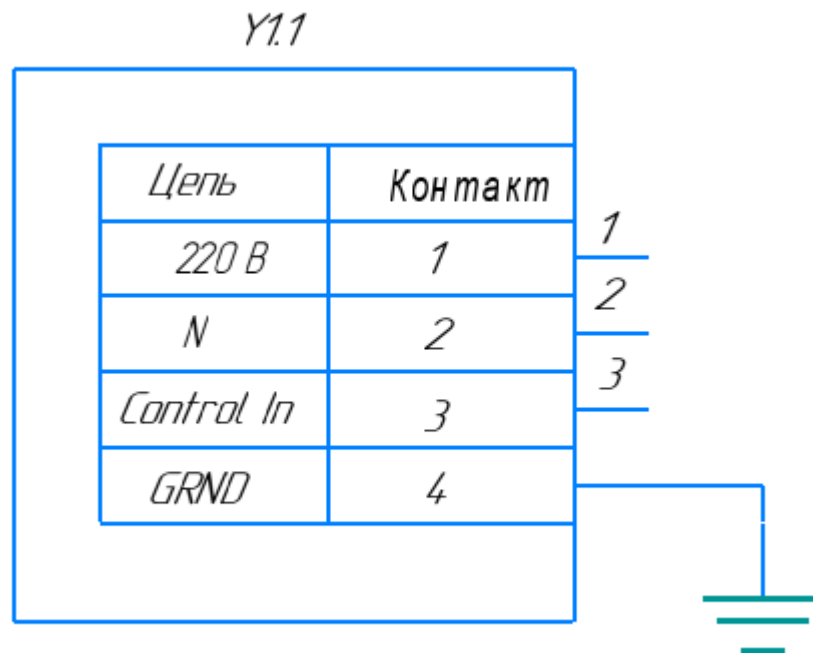 Y1.1
Цепь Контакт
220 В 1
1
N 2
2
Control In 3
3
GRND 4